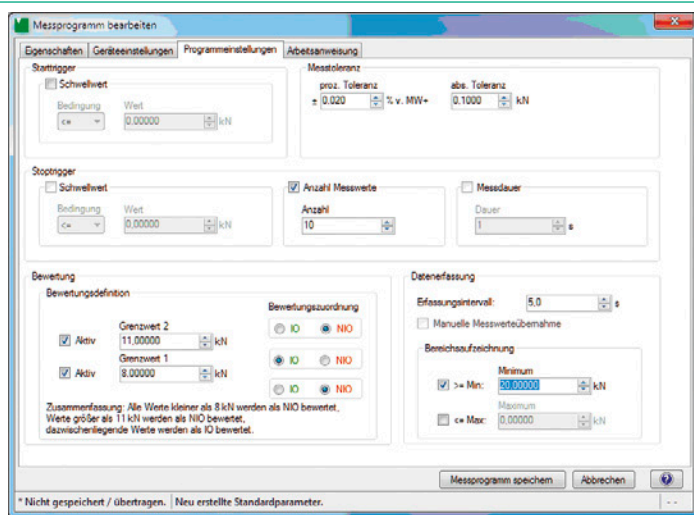 Messprogramm bearbeiten
Eigenschaften Geräteeinstellungen Programmeinstellungen Arbeitsanweisung
Starttrigger
Schwellwert
Bedingung Wert
<= 0.00000 kN
Messtoleranz
proz. Toleranz abs. Toleranz
± 0.020 % v. MW+ 0.1000 kN
Stoptrigger
Schwellwert
Bedingung Wert
<= 0,00000 kN
Anzahl Messwerte
Anzahl
10
Messdauer
Dauer
1 s
Bewertung
Bewertungsdefinition
Bewertungszuordnung
Grenzwert 2
Aktiv 11,00000 kN
Grenzwert 1
Aktiv 8.00000 kN
IO NIO
IO NIO
IO NIO
Zusammenfassung: Alle Werte kleiner als 8 kN werden als NIO bewertet,
Werte größer als 11 kN werden als NIO bewertet,
dazwischenliegende Werte werden als IO bewertet.
Datenerfassung
Erfassungsintervall: 5,0 s
Manuelle Messwerteübernahme
Bereichsaufzeichnung
Minimum
>= Min: 20,00000 kN
Maximum
<= Max: 0,00000 kN
Messprogramm speichern Abbrechen ?
* Nicht gespeichert / übertragen. Neu erstellte Standardparameter. - -